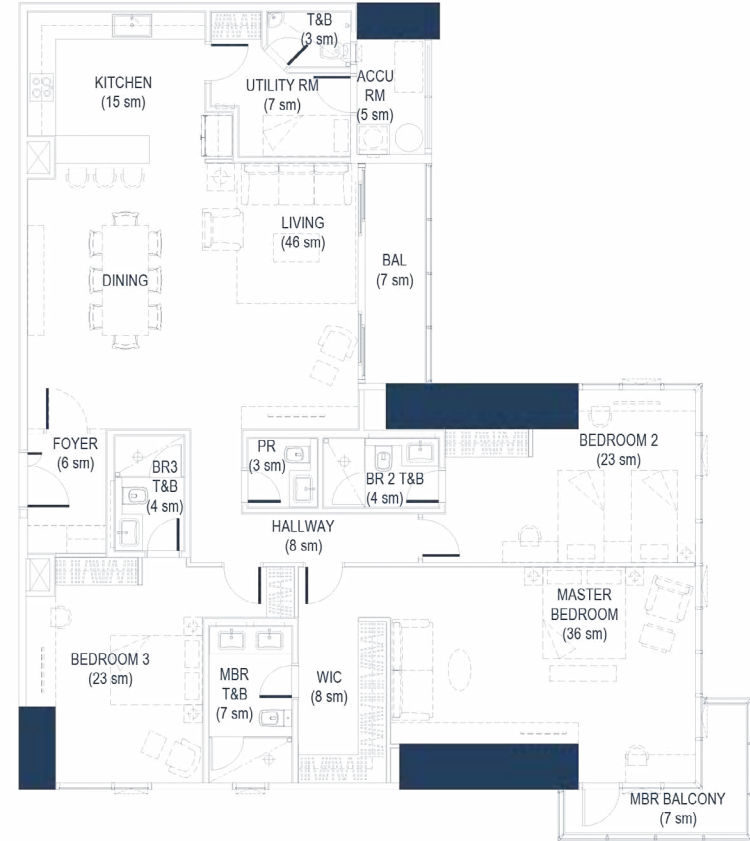 T&B
(3 sm)
KITCHEN
(15 sm)
UTILITY RM
(7 sm)
ACCU
RM
(5 sm)
LIVING
(46 sm)
BAL
(7 sm)
DINING
FOYER
(6 sm)
BR3
T&B
(4 sm)
PR
(3 sm)
BR 2 T&B
(4 sm)
BEDROOM 2
(23 sm)
HALLWAY
(8 sm)
MASTER
BEDROOM
(36 sm)
BEDROOM 3
(23 sm)
MBR
T&B
(7 sm)
WIC
(8 sm)
MBR BALCONY
(7 sm)